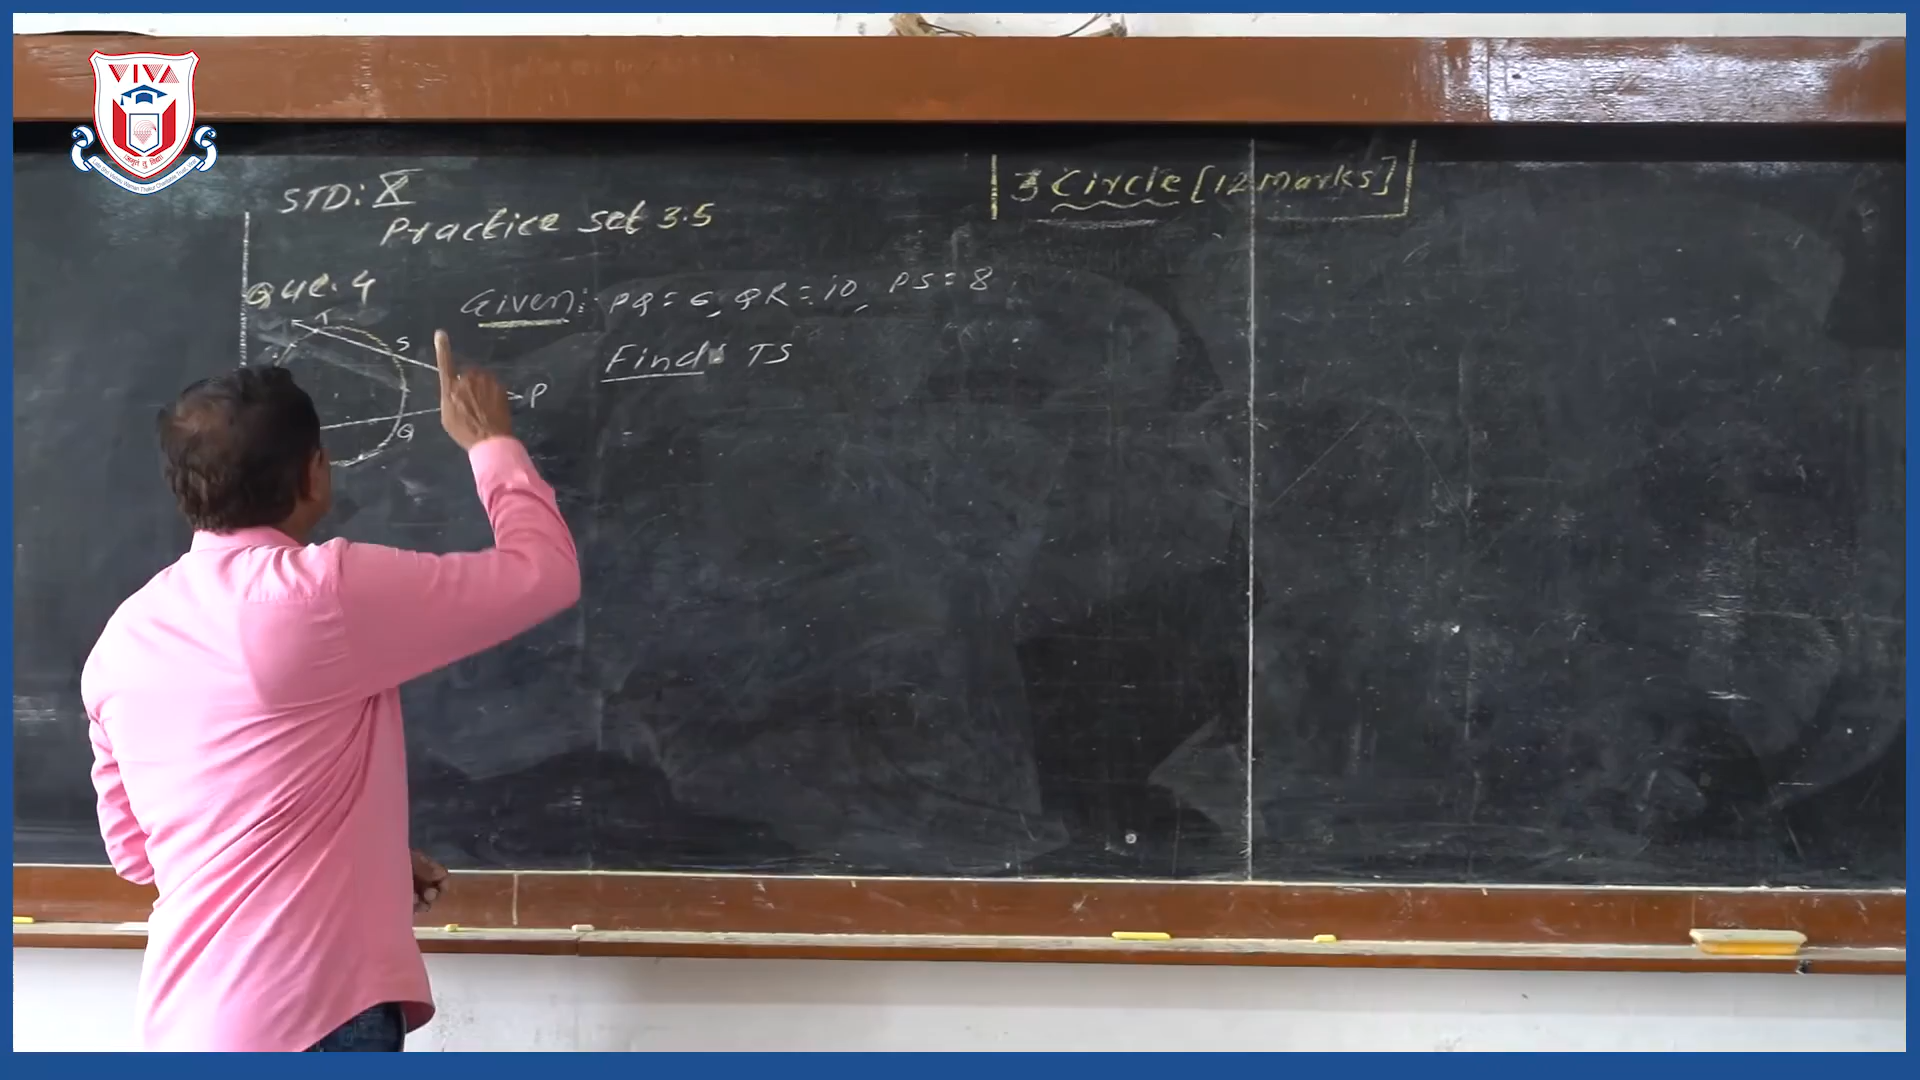 VIVA
STD: X
Practice set 3.5
3 Circle [12 marks]
Que. 4
Given: PQ = 6, QR = 10, PS = 8
Find: TS
T
S
P
Q